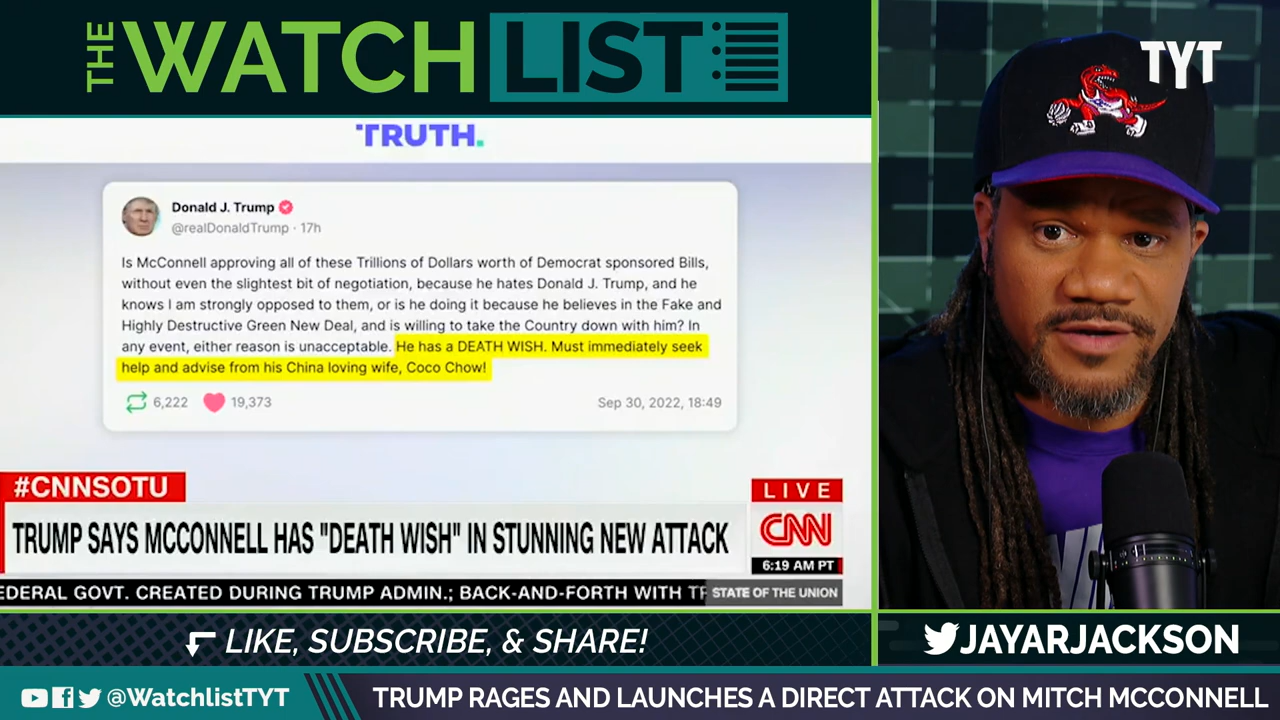 THE WATCHLIST
TYT
TRUTH.
Donald J. Trump
@realDonaldTrump · 17h
Is McConnell approving all of these Trillions of Dollars worth of Democrat sponsored Bills,
without even the slightest bit of negotiation, because he hates Donald J. Trump, and he
knows I am strongly opposed to them, or is he doing it because he believes in the Fake and
Highly Destructive Green New Deal, and is willing to take the Country down with him? In
any event, either reason is unacceptable. He has a DEATH WISH. Must immediately seek
help and advise from his China loving wife, Coco Chow!
6,222 19,373 Sep 30, 2022, 18:49
#CNNSOTU
TRUMP SAYS MCCONNELL HAS "DEATH WISH" IN STUNNING NEW ATTACK
LIVE
CNN
6:19 AM PT
EDERAL GOVT. CREATED DURING TRUMP ADMIN.; BACK-AND-FORTH WITH TR
STATE OF THE UNION
LIKE, SUBSCRIBE, & SHARE!
JAYARJACKSON
@WatchlistTYT
TRUMP RAGES AND LAUNCHES A DIRECT ATTACK ON MITCH MCCONNELL